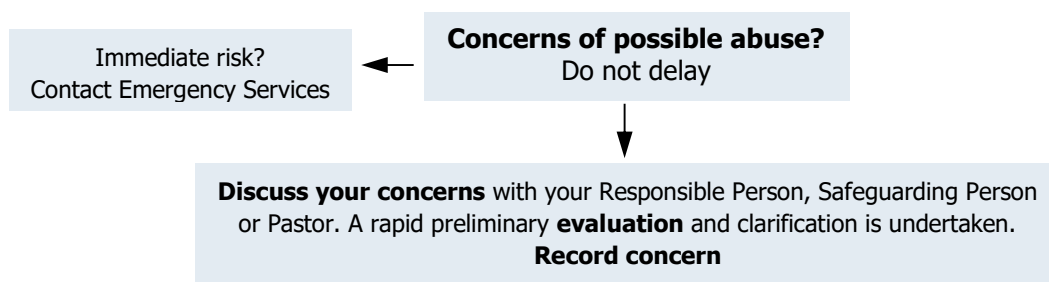 Concerns of possible abuse?
Do not delay
Immediate risk?
Contact Emergency Services
Discuss your concerns with your Responsible Person, Safeguarding Person
or Pastor. A rapid preliminary evaluation and clarification is undertaken.
Record concern